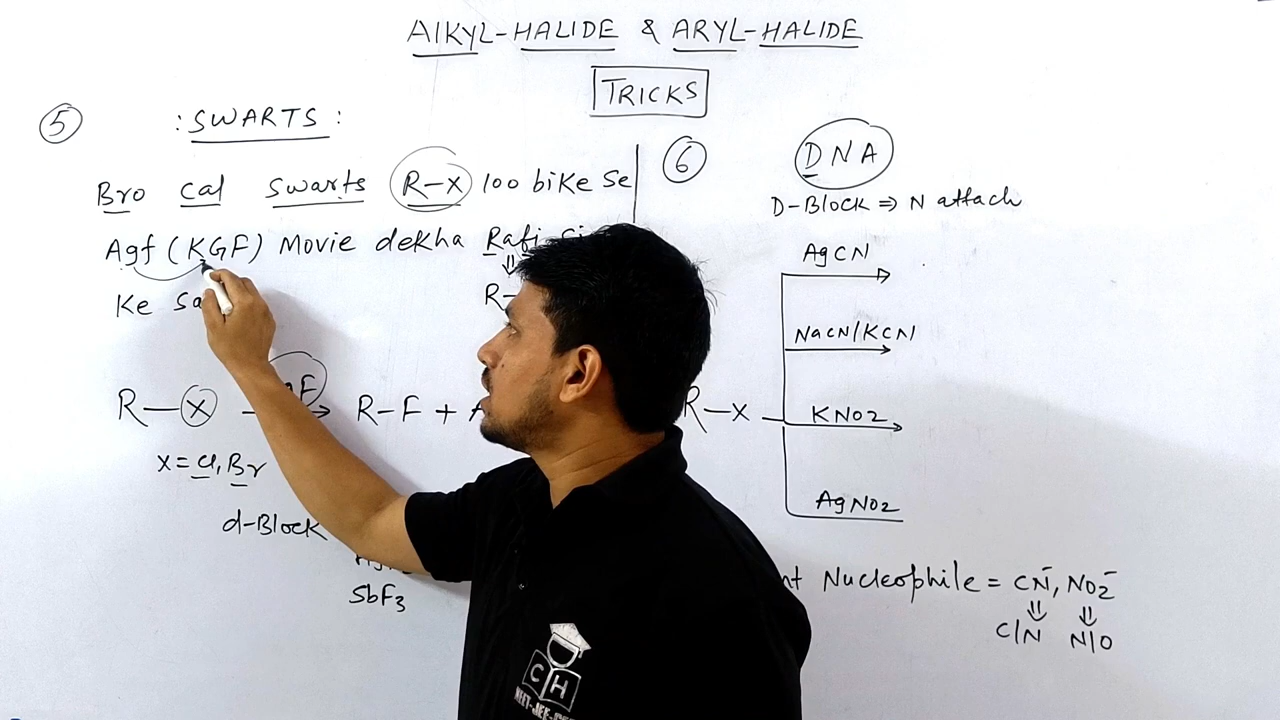 AlKyL-HALIDE & ARYL-HALIDE
TRICKS
5
:SWARTS:
Bro cal swarts R-X 100 bike se
Agf (KGF) Movie dekha Rafi
Ke
R-
R-X R-F +
X=Cl, Br
d-Block
SbF3
6
DNA
D-Block ⇒ N attach
AgCN
NaCN/KCN
R-X KNO2
AgNO2
Nucleophile = CN⁻, NO2⁻
C/N N/O
C H